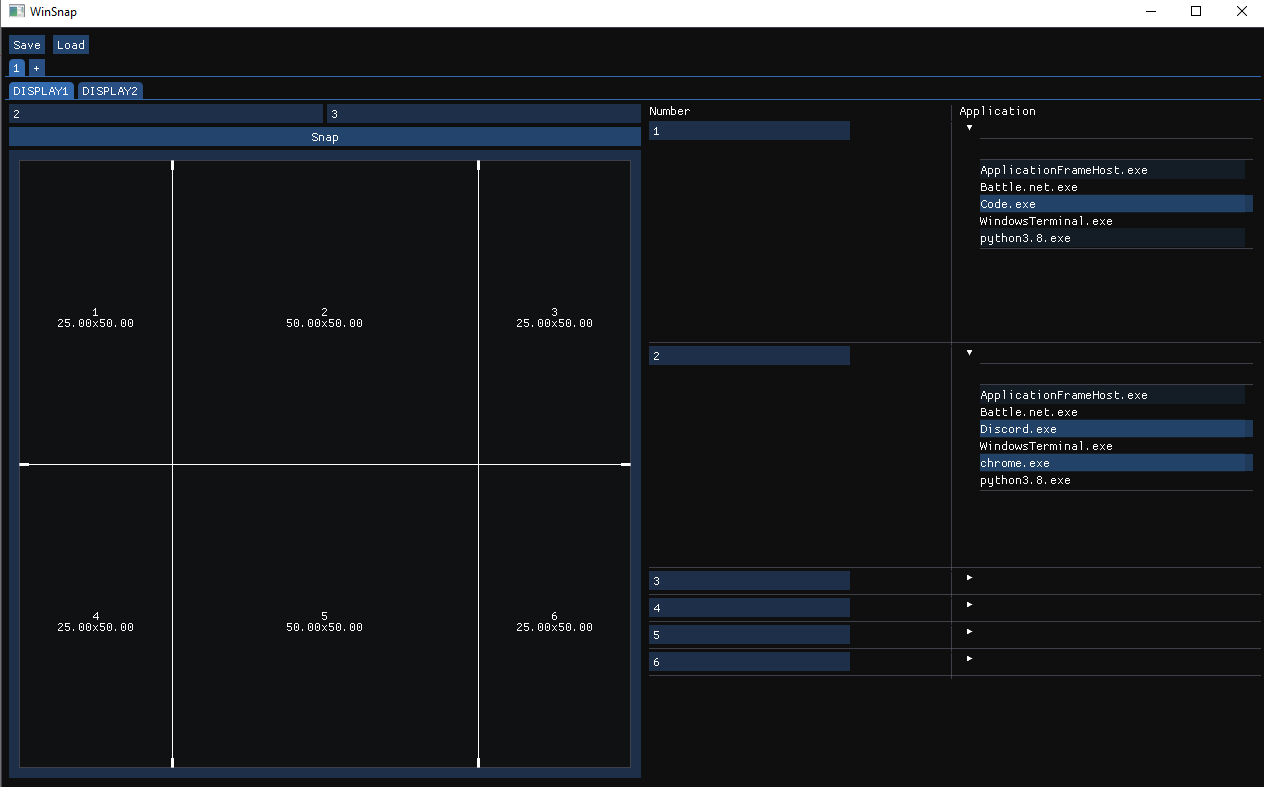 WinSnap
Save Load
1 +
DISPLAY1 DISPLAY2
2 3
Snap
1
25.00x50.00
2
50.00x50.00
3
25.00x50.00
4
25.00x50.00
5
50.00x50.00
6
25.00x50.00
Number Application
1
ApplicationFrameHost.exe
Battle.net.exe
Code.exe
WindowsTerminal.exe
python3.8.exe
2
ApplicationFrameHost.exe
Battle.net.exe
Discord.exe
WindowsTerminal.exe
chrome.exe
python3.8.exe
3
4
5
6